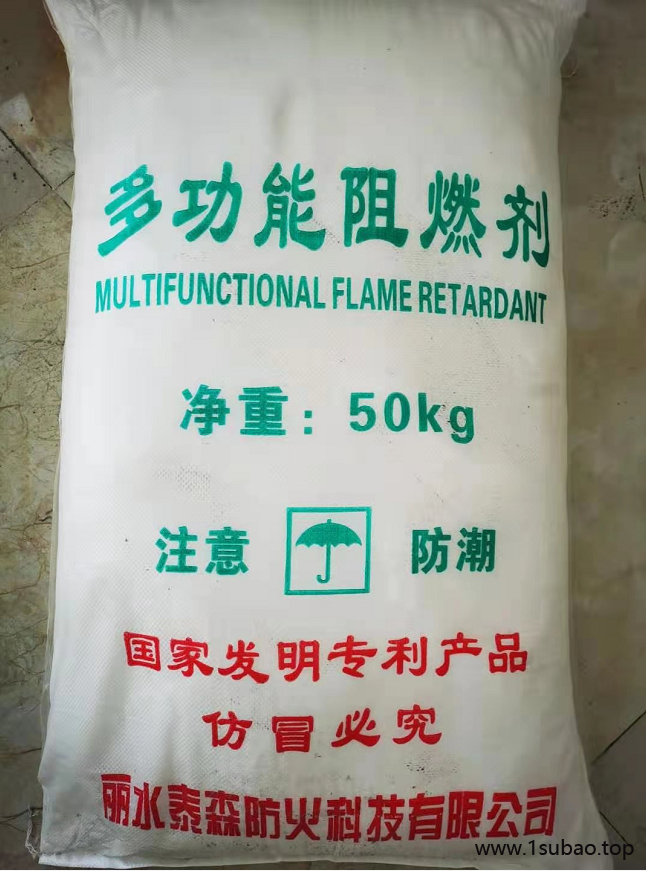 多功能阻燃剂
MULTIFUNCTIONAL FLAME RETARDANT
净重：50kg
注意 防潮
国家发明专利产品
仿冒必究
丽水泰森防火科技有限公司
www.1subao.top